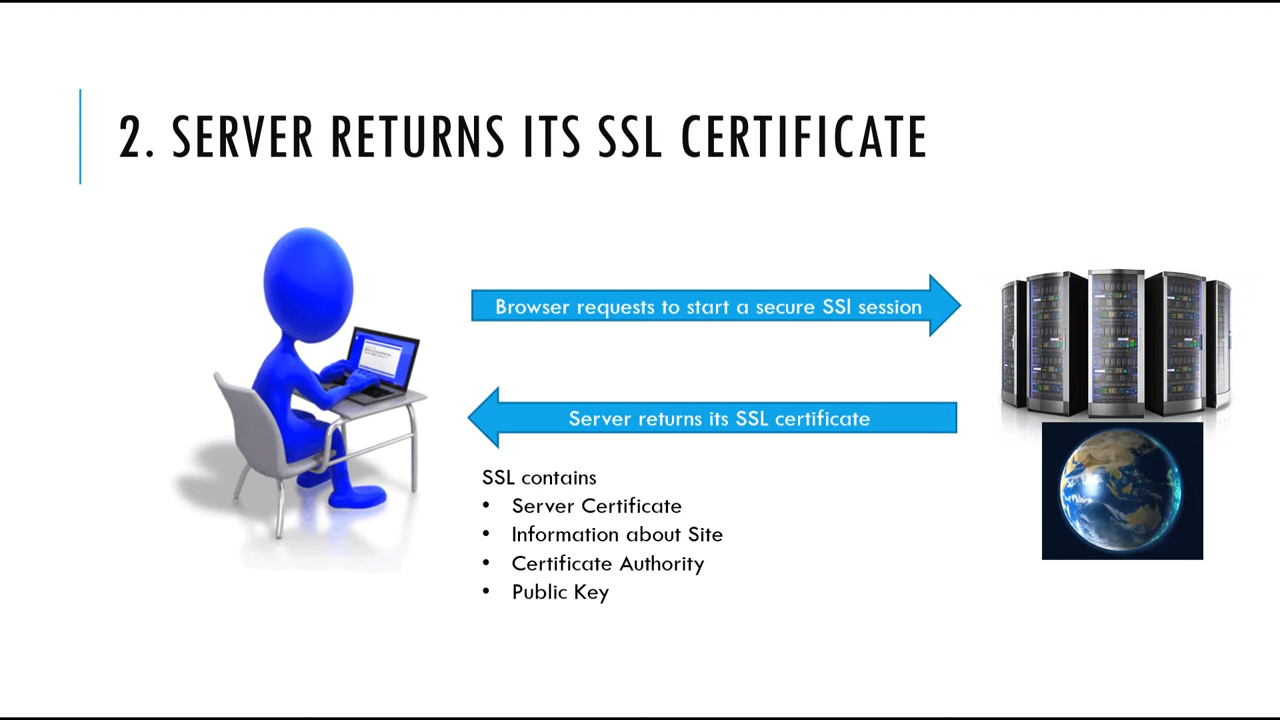 2. SERVER RETURNS ITS SSL CERTIFICATE
Browser requests to start a secure SSl session
Server returns its SSL certificate
SSL contains
• Server Certificate
• Information about Site
• Certificate Authority
• Public Key